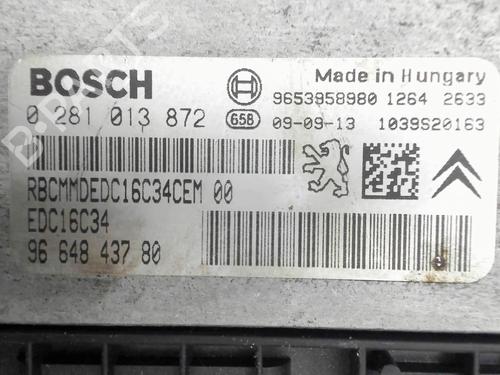 BOSCH
Made in Hungary
9653958980 1264 2633
0 281 013 872
GSB
09-09-13 1039S20163
RBCMMDEDC16C34CEM 00
EDC16C34
96 648 437 80